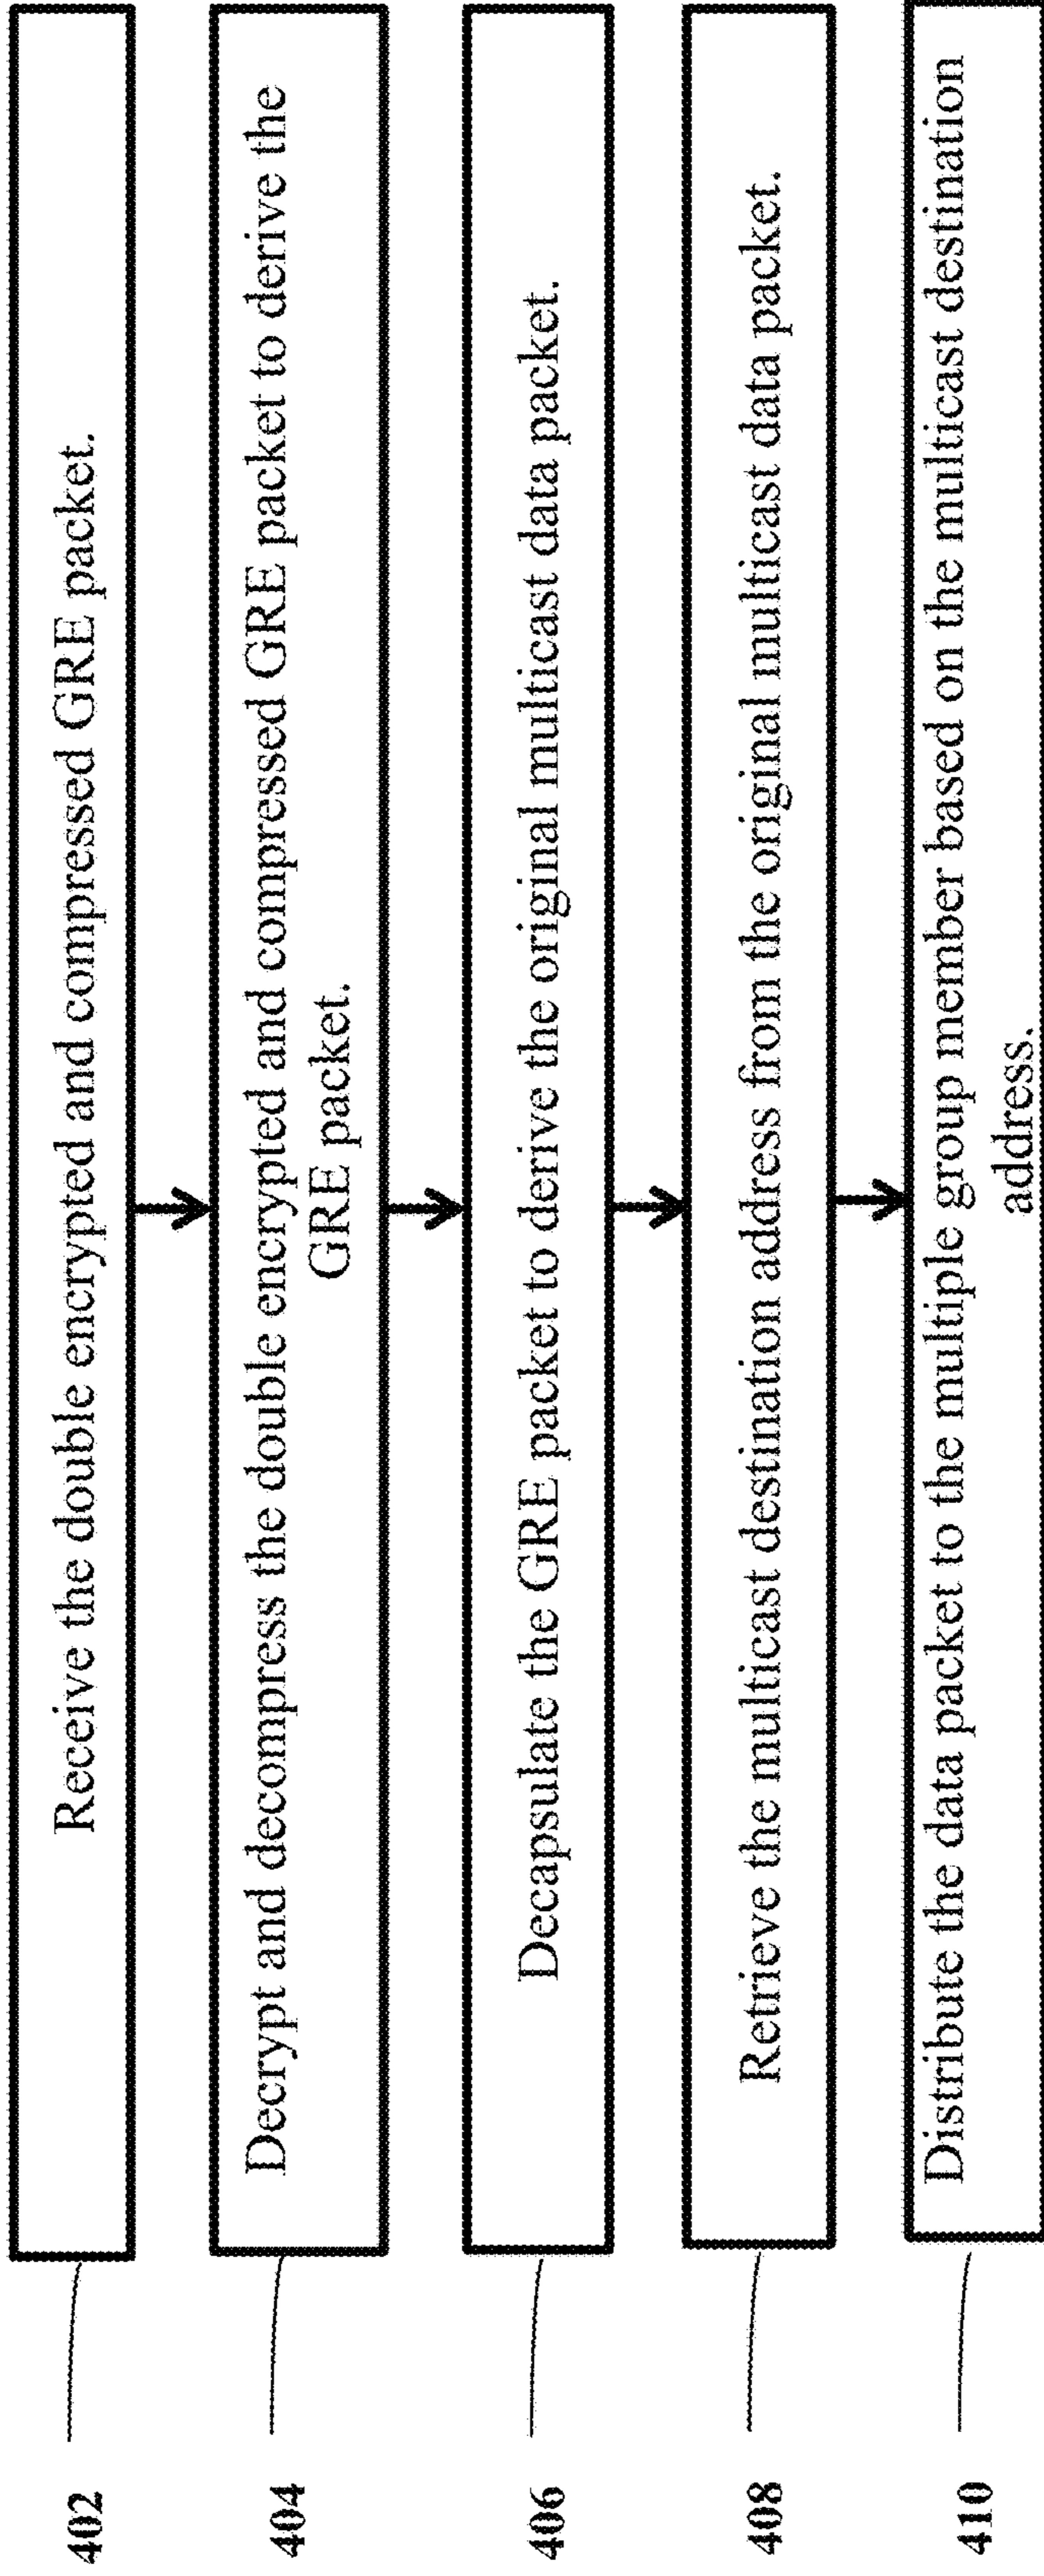 402
Receive the double encrypted and compressed GRE packet.
404
Decrypt and decompress the double encrypted and compressed GRE packet to derive the
GRE packet.
406
Decapsulate the GRE packet to derive the original multicast data packet.
408
Retrieve the multicast destination address from the original multicast data packet.
410
Distribute the data packet to the multiple group member based on the multicast destination
address.